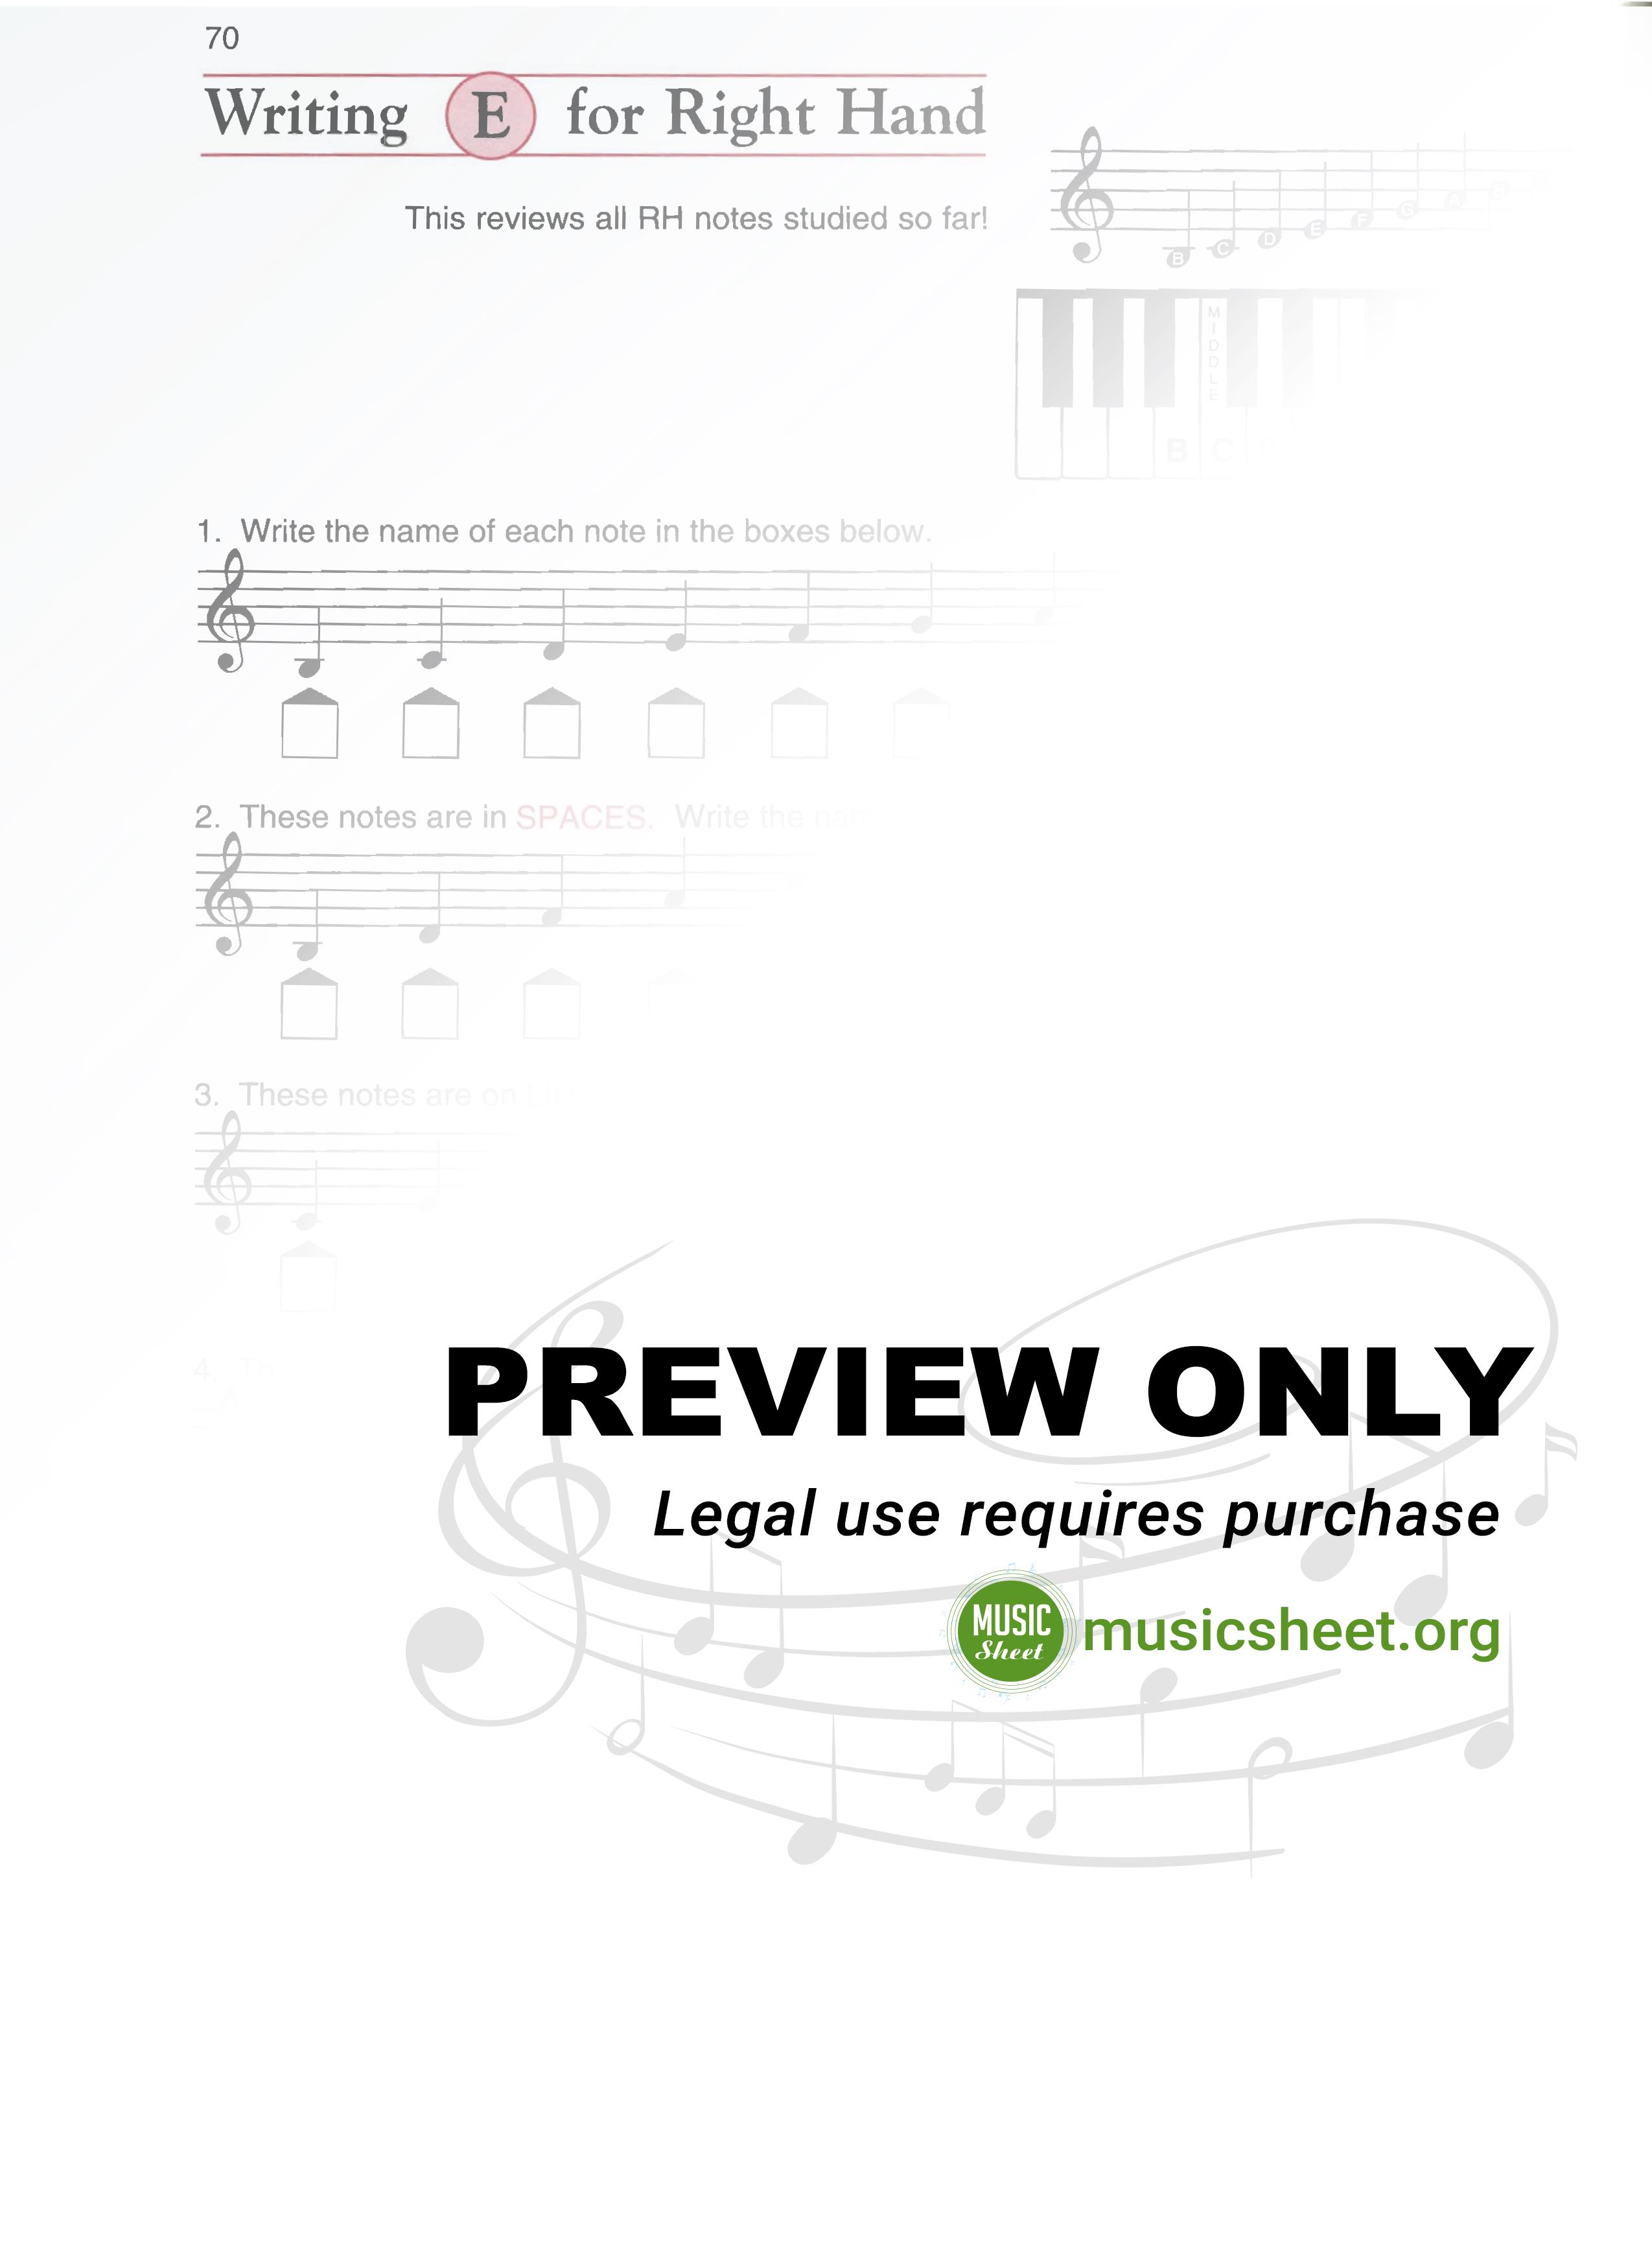 70
Writing E for Right Hand
This reviews all RH notes studied so far!
B C D E F G A B
MIDDLE
B C
1. Write the name of each note in the boxes below.
2. These notes are in SPACES. Write the
3. These notes are on
4.
PREVIEW ONLY
Legal use requires purchase
MUSIC
Sheet
musicsheet.org